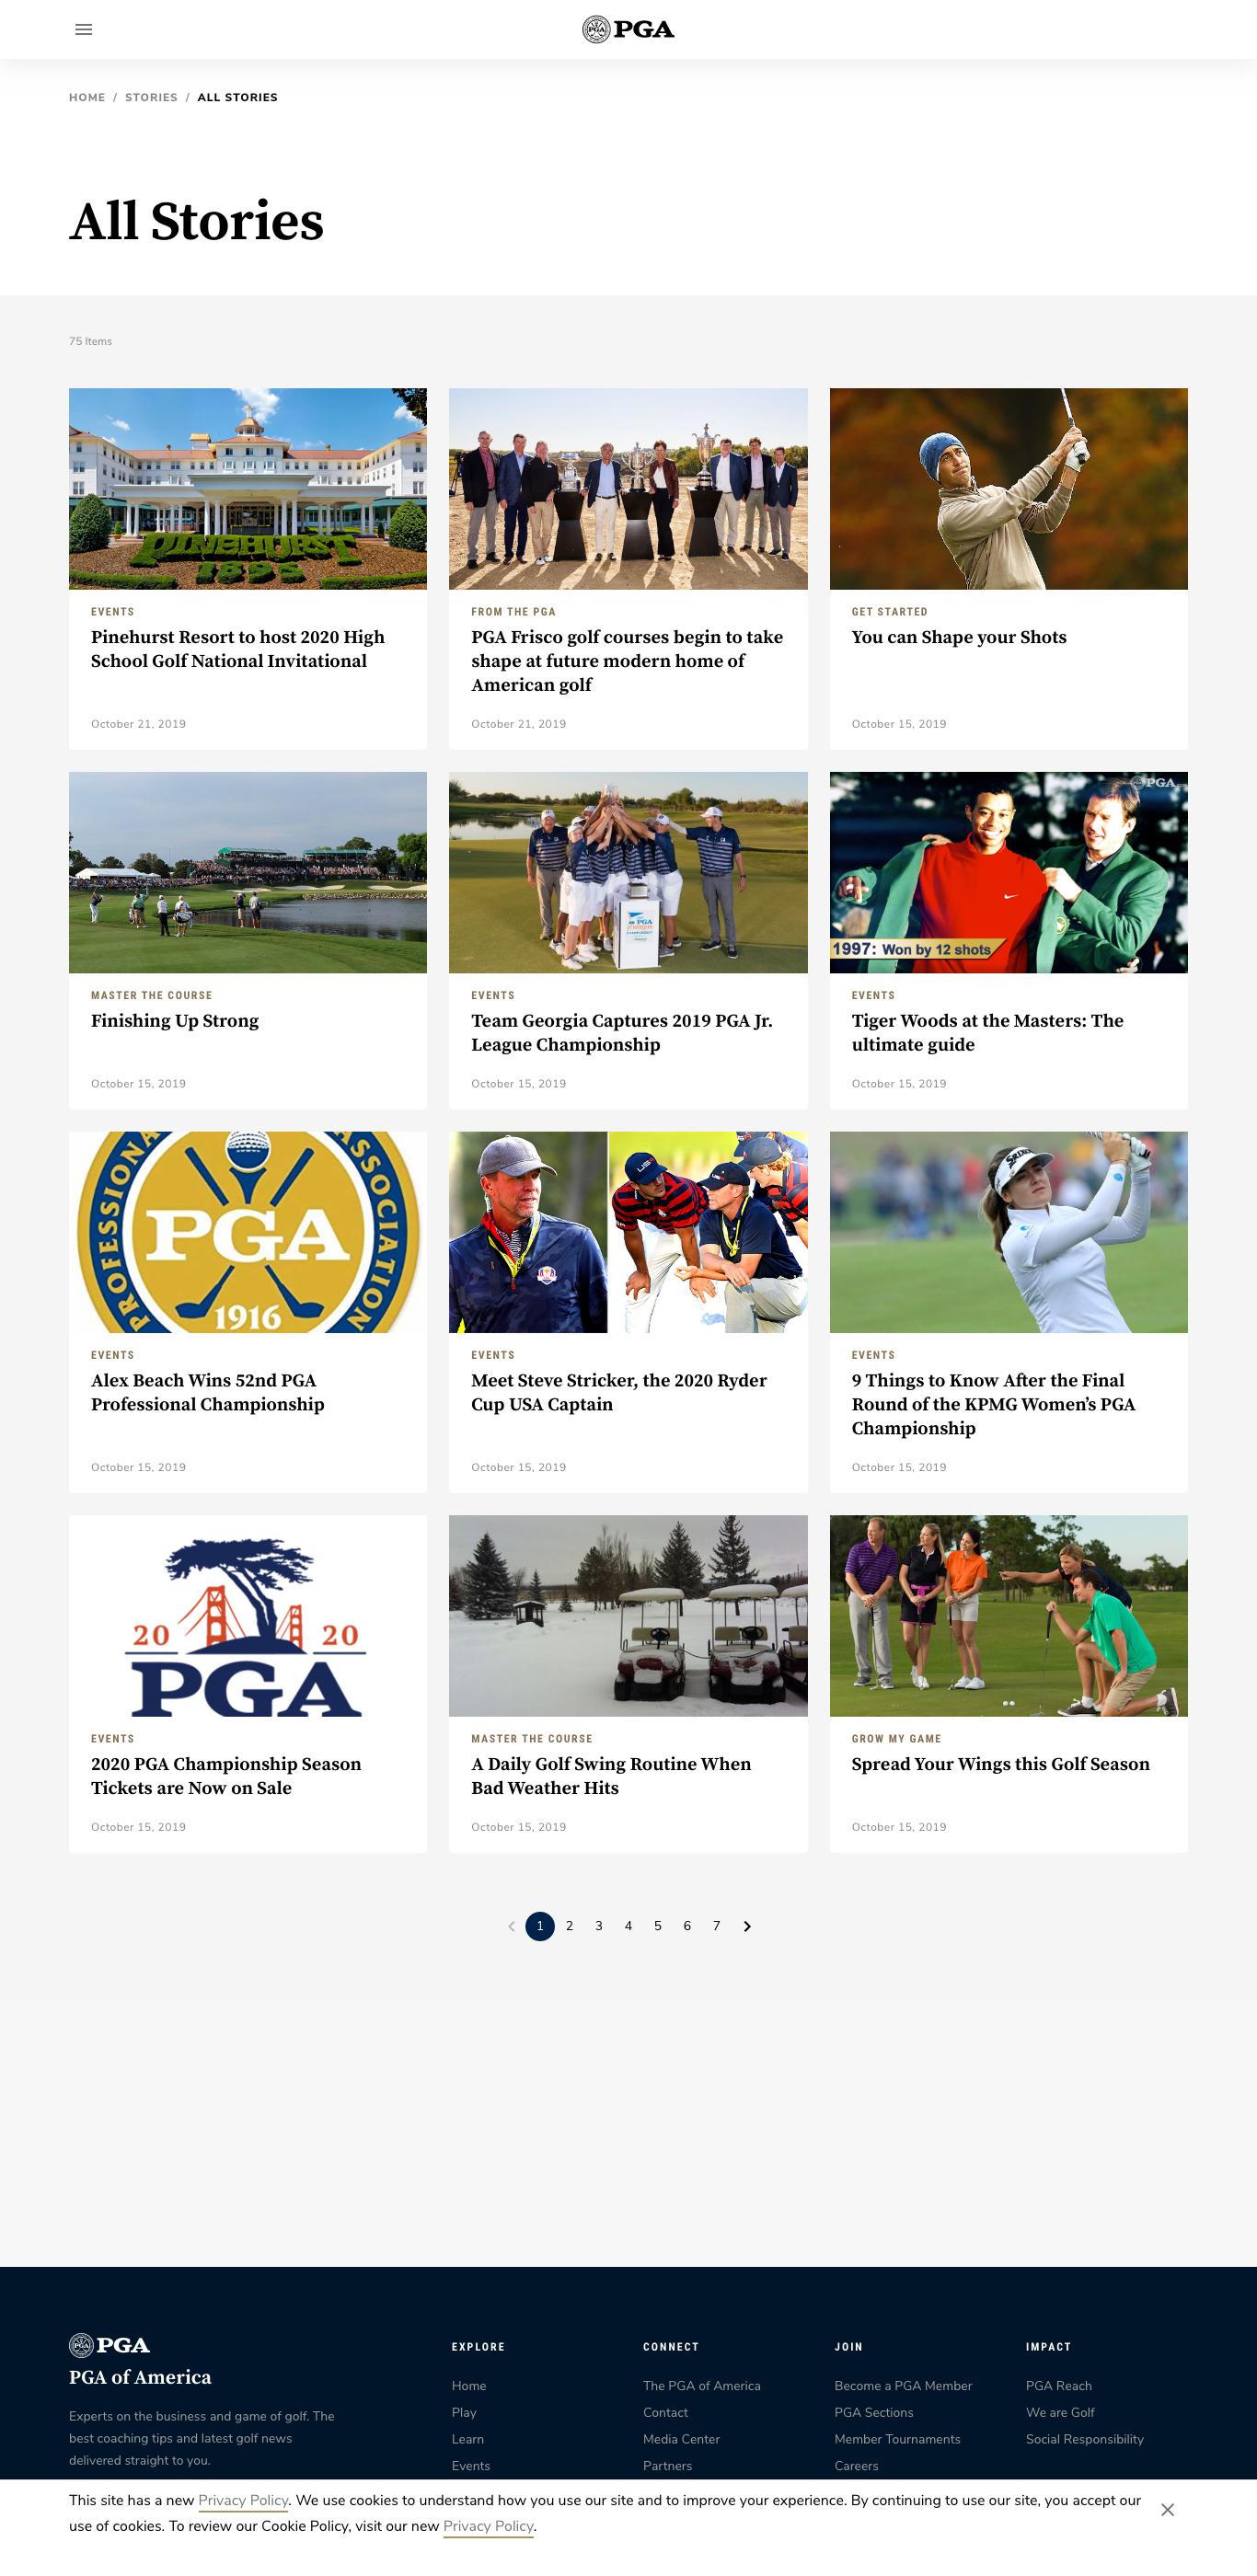 PGA
HOME / STORIES / ALL STORIES
All Stories
75 Items
PINEHURST
1895
EVENTS
Pinehurst Resort to host 2020 High
School Golf National Invitational
October 21, 2019
FROM THE PGA
PGA Frisco golf courses begin to take
shape at future modern home of
American golf
October 21, 2019
GET STARTED
You can Shape your Shots
October 15, 2019
MASTER THE COURSE
Finishing Up Strong
October 15, 2019
PGA
EVENTS
Team Georgia Captures 2019 PGA Jr.
League Championship
October 15, 2019
PGA
1997: Won by 12 shots
EVENTS
Tiger Woods at the Masters: The
ultimate guide
October 15, 2019
PROFESSIONAL ASSOCIATION
PGA
1916
EVENTS
Alex Beach Wins 52nd PGA
Professional Championship
October 15, 2019
EVENTS
Meet Steve Stricker, the 2020 Ryder
Cup USA Captain
October 15, 2019
SRIXON
EVENTS
9 Things to Know After the Final
Round of the KPMG Women’s PGA
Championship
October 15, 2019
2020
PGA
EVENTS
2020 PGA Championship Season
Tickets are Now on Sale
October 15, 2019
MASTER THE COURSE
A Daily Golf Swing Routine When
Bad Weather Hits
October 15, 2019
GROW MY GAME
Spread Your Wings this Golf Season
October 15, 2019
1 2 3 4 5 6 7
PGA
PGA of America
Experts on the business and game of golf. The
best coaching tips and latest golf news
delivered straight to you.
EXPLORE
Home
Play
Learn
Events
CONNECT
The PGA of America
Contact
Media Center
Partners
JOIN
Become a PGA Member
PGA Sections
Member Tournaments
Careers
IMPACT
PGA Reach
We are Golf
Social Responsibility
This site has a new Privacy Policy. We use cookies to understand how you use our site and to improve your experience. By continuing to use our site, you accept our
use of cookies. To review our Cookie Policy, visit our new Privacy Policy.